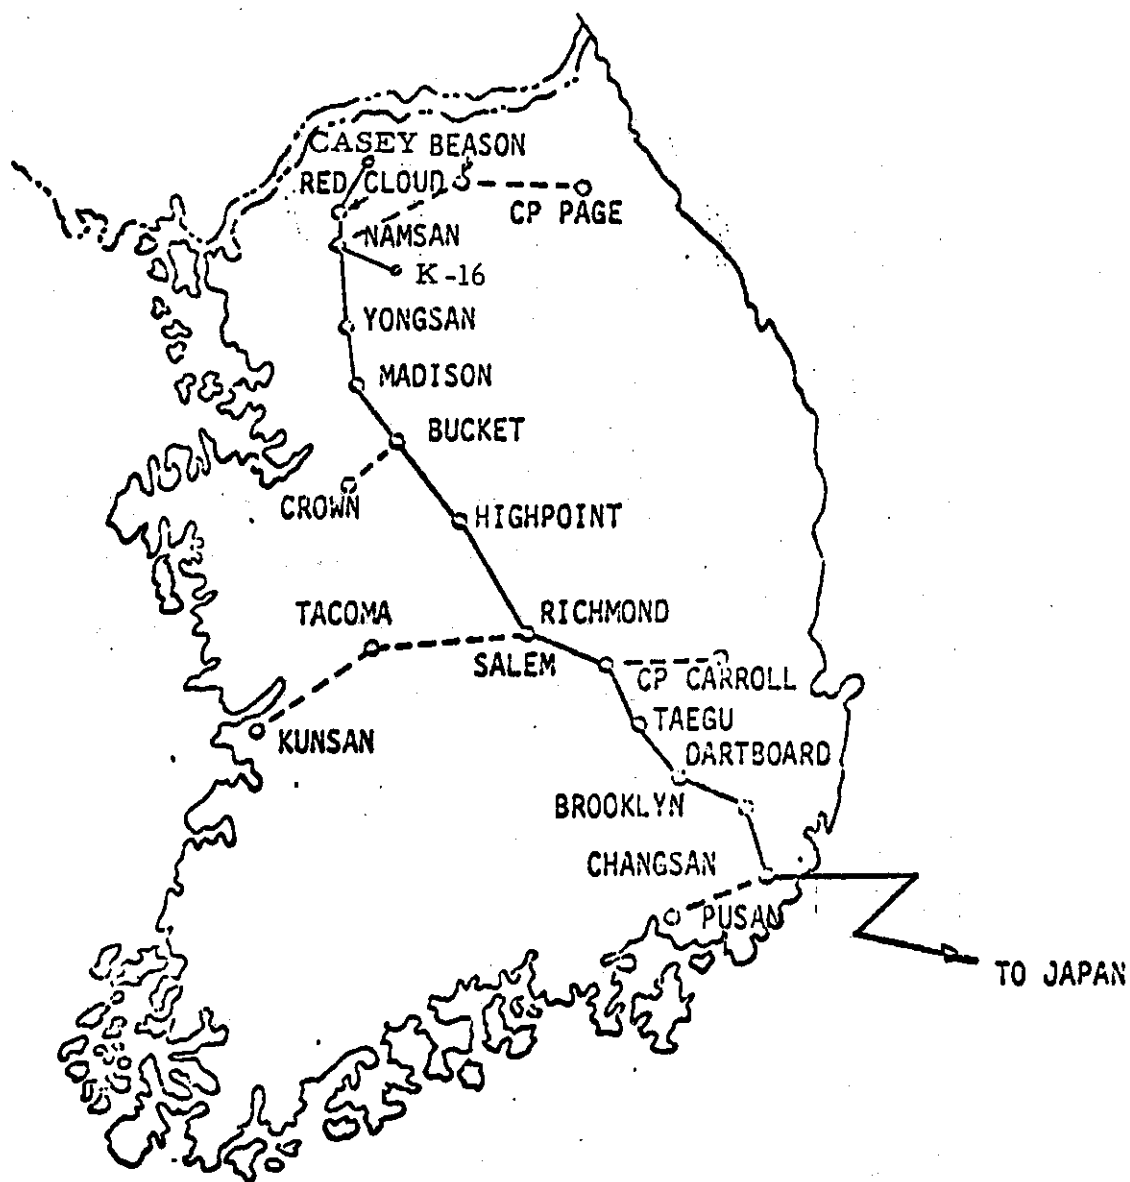 CASEY BEASON
RED CLOUD
CP PAGE
NAMSAN
K-16
YONGSAN
MADISON
BUCKET
CROWN
HIGHPOINT
TACOMA
RICHMOND
SALEM
CP CARROLL
TAEGU
KUNSAN
DARTBOARD
BROOKLYN
CHANGSAN
PUSAN
TO JAPAN